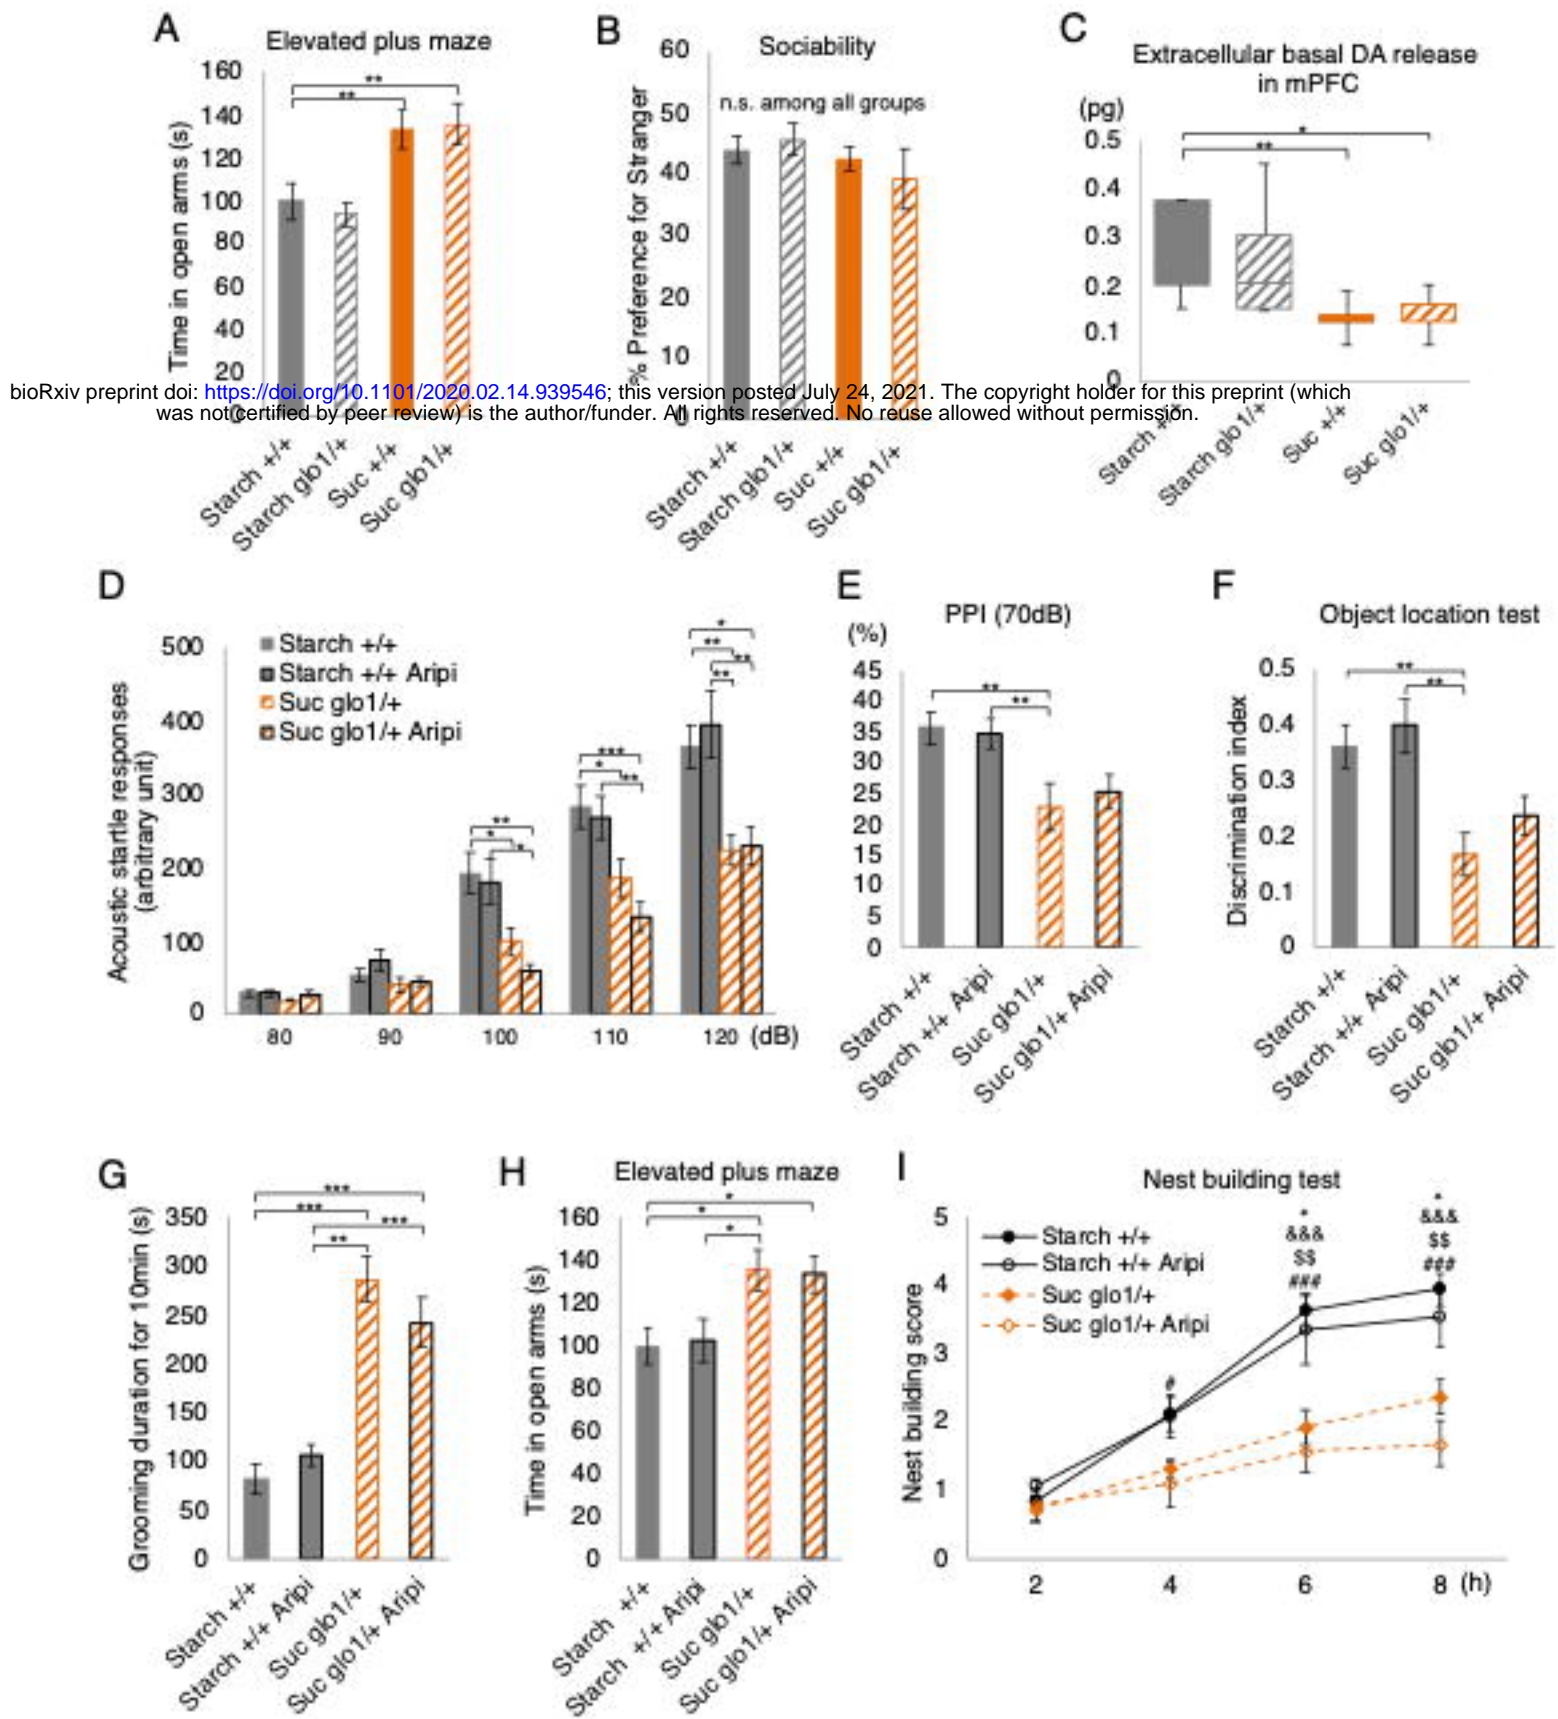 A
Elevated plus maze
Time in open arms (s)
160
140
120
100
80
60
40
20
0
**
**
Starch +/+
Starch glo1/+
Suc +/+
Suc glo1/+
B
Sociability
n.s. among all groups
% Preference for Stranger
60
50
40
30
20
10
0
Starch +/+
Starch glo1/+
Suc +/+
Suc glo1/+
C
Extracellular basal DA release
in mPFC
(pg)
0.5
0.4
0.3
0.2
0.1
0
*
**
Starch +/+
Starch glo1/+
Suc +/+
Suc glo1/+
bioRxiv preprint doi: https://doi.org/10.1101/2020.02.14.939546; this version posted July 24, 2021. The copyright holder for this preprint (which
was not certified by peer review) is the author/funder. All rights reserved. No reuse allowed without permission.
D
Acoustic startle responses
(arbitrary unit)
500
400
300
200
100
0
Starch +/+
Starch +/+ Aripi
Suc glo1/+
Suc glo1/+ Aripi
**
*
*
***
*
**
*
**
**
**
80
90
100
110
120 (dB)
E
PPI (70dB)
(%)
45
40
35
30
25
20
15
10
5
0
**
**
Starch +/+
Starch +/+ Aripi
Suc glo1/+
Suc glo1/+ Aripi
F
Object location test
Discrimination index
0.5
0.4
0.3
0.2
0.1
0
**
**
Starch +/+
Starch +/+ Aripi
Suc glo1/+
Suc glo1/+ Aripi
G
Grooming duration for 10min (s)
350
300
250
200
150
100
50
0
***
***
***
**
Starch +/+
Starch +/+ Aripi
Suc glo1/+
Suc glo1/+ Aripi
H
Elevated plus maze
Time in open arms (s)
160
140
120
100
80
60
40
20
0
*
*
*
Starch +/+
Starch +/+ Aripi
Suc glo1/+
Suc glo1/+ Aripi
I
Nest building test
Nest building score
5
4
3
2
1
0
Starch +/+
Starch +/+ Aripi
Suc glo1/+
Suc glo1/+ Aripi
#
*
&&&
$$
###
*
&&&
$$
###
2
4
6
8 (h)